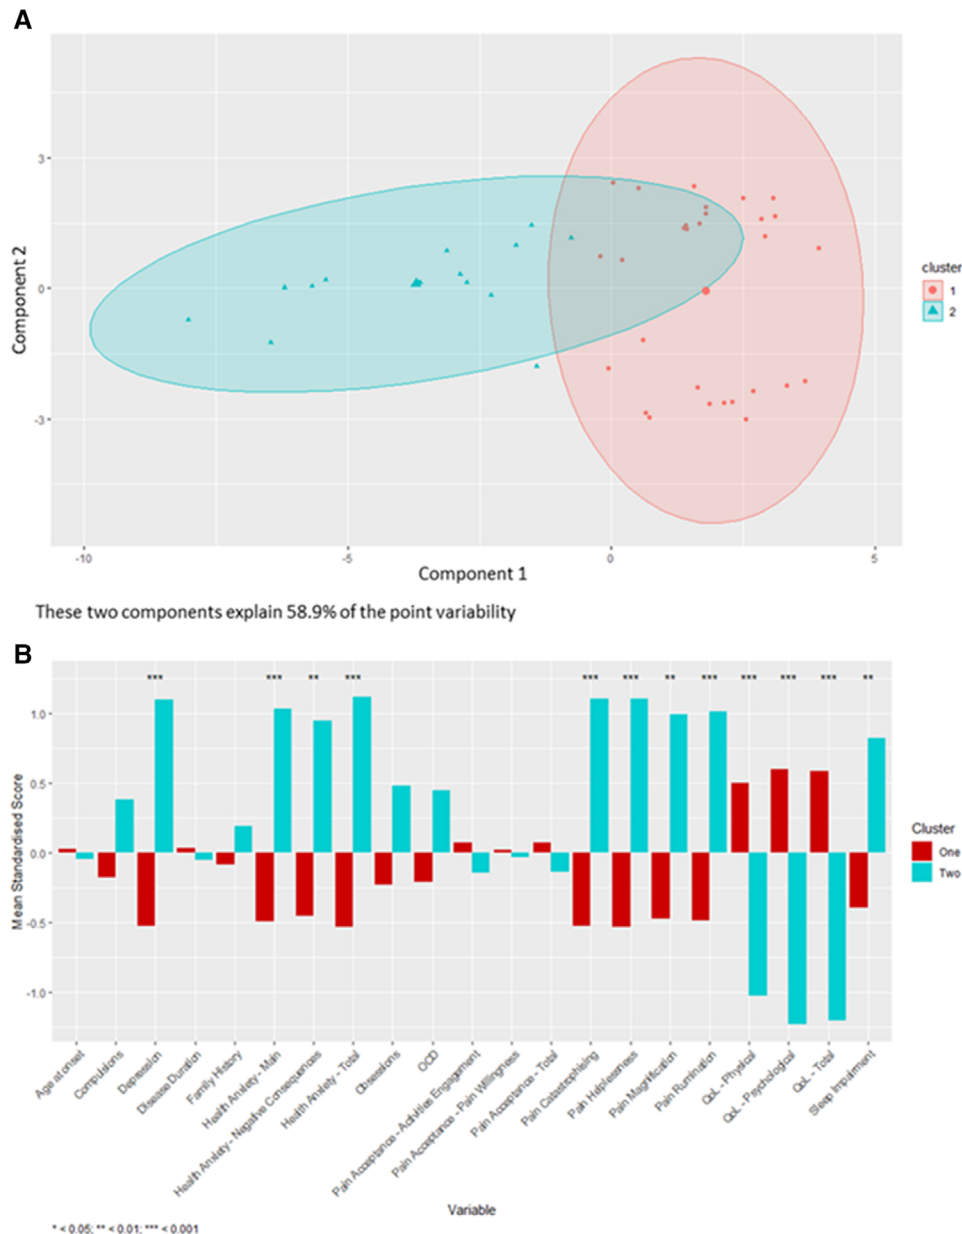 A
Component 2
3
0
-3
-10
-5
0
5
Component 1
cluster
1
2
These two components explain 58.9% of the point variability
B
*** *** ** *** *** *** ** *** *** *** *** **
Mean Standardised Score
1.0
0.5
0.0
-0.5
-1.0
Cluster
One
Two
Age at onset
Compulsions
Depression
Disease Duration
Family History
Health Anxiety - Main
Health Anxiety - Negative Consequences
Health Anxiety - Total
Obsessions
OCD
Pain Acceptance - Activities Engagement
Pain Acceptance - Pain Willingness
Pain Acceptance - Total
Pain Catastrophising
Pain Helplessness
Pain Magnification
Pain Rumination
QoL - Physical
QoL - Psychological
QoL - Total
Sleep Impairment
Variable
* < 0.05; ** < 0.01; *** < 0.001